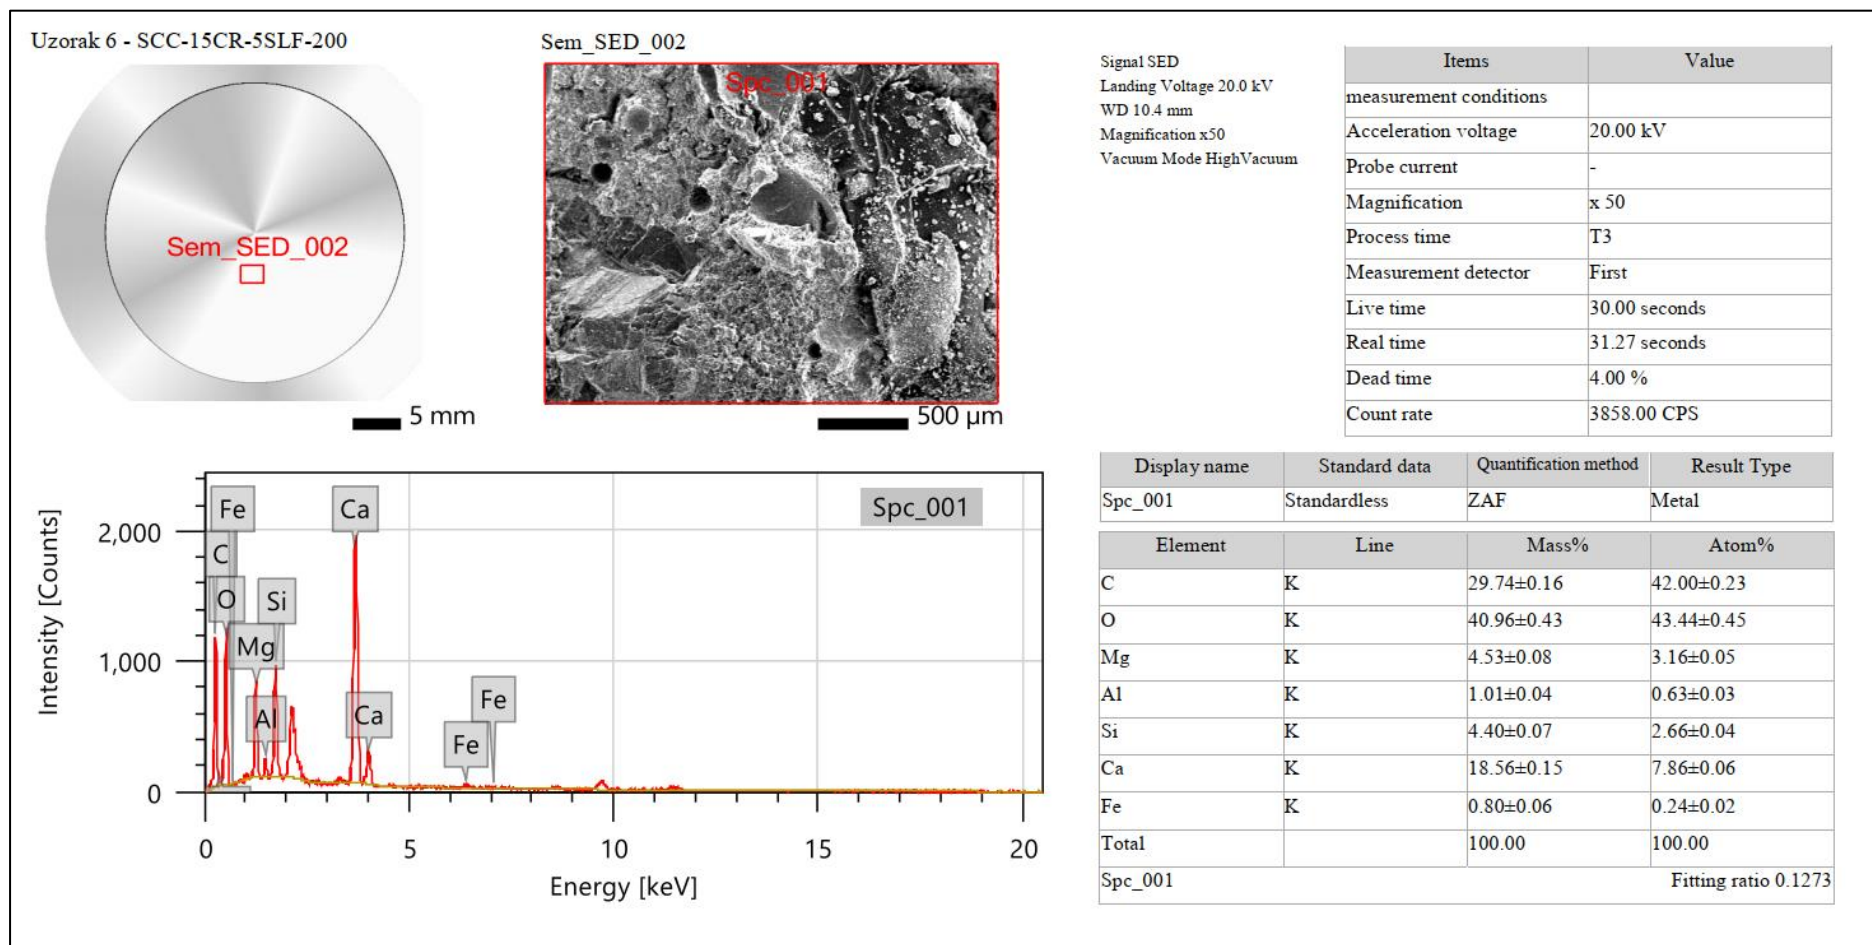 Uzorak 6 - SCC-15CR-5SLF-200
Sem_SED_002
5 mm
Sem_SED_002
Spc_001
500 µm
Signal SED
Landing Voltage 20.0 kV
WD 10.4 mm
Magnification x50
Vacuum Mode HighVacuum
Items Value
measurement conditions
Acceleration voltage 20.00 kV
Probe current -
Magnification x 50
Process time T3
Measurement detector First
Live time 30.00 seconds
Real time 31.27 seconds
Dead time 4.00 %
Count rate 3858.00 CPS
Intensity [Counts]
2,000
1,000
0
Fe
C
O
Mg
Al
Si
Ca
Ca
Fe
Fe
Spc_001
0 5 10 15 20
Energy [keV]
Display name Standard data Quantification method Result Type
Spc_001 Standardless ZAF Metal
Element Line Mass% Atom%
C K 29.74±0.16 42.00±0.23
O K 40.96±0.43 43.44±0.45
Mg K 4.53±0.08 3.16±0.05
Al K 1.01±0.04 0.63±0.03
Si K 4.40±0.07 2.66±0.04
Ca K 18.56±0.15 7.86±0.06
Fe K 0.80±0.06 0.24±0.02
Total 100.00 100.00
Spc_001 Fitting ratio 0.1273